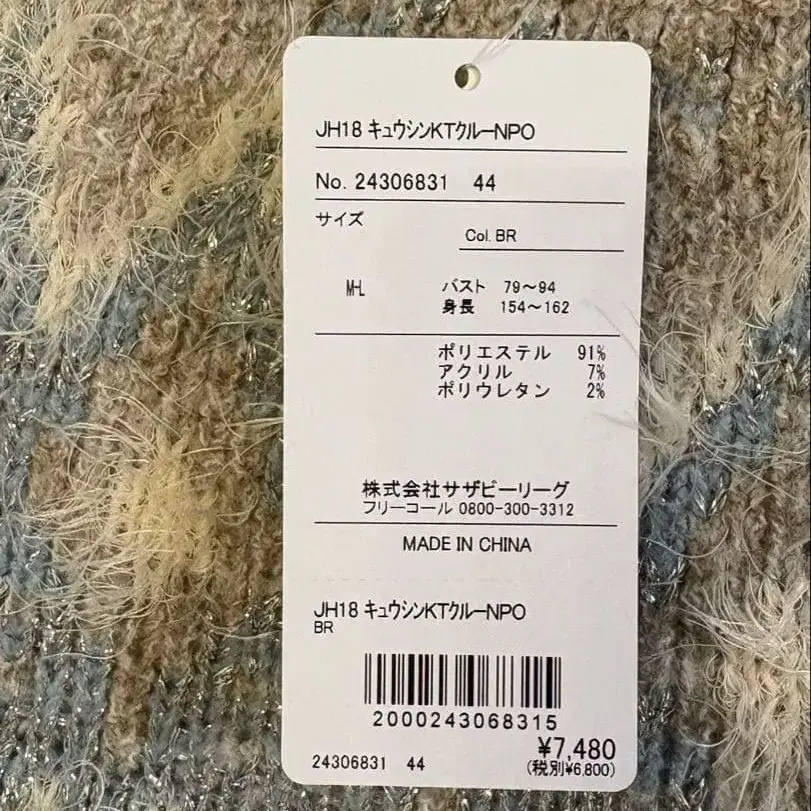 JH18 ｷｭｳｼﾝKTｸﾙｰNPO
No. 24306831 44
サイズ
Col. BR
M-L
バスト 79～94
身長 154～162
ポリエステル 91%
アクリル 7%
ポリウレタン 2%
株式会社サザビーリーグ
フリーコール 0800-300-3312
MADE IN CHINA
JH18 ｷｭｳｼﾝKTｸﾙｰNPO
BR
2000243068315
¥7,480
(税別¥6,800)
24306831 44